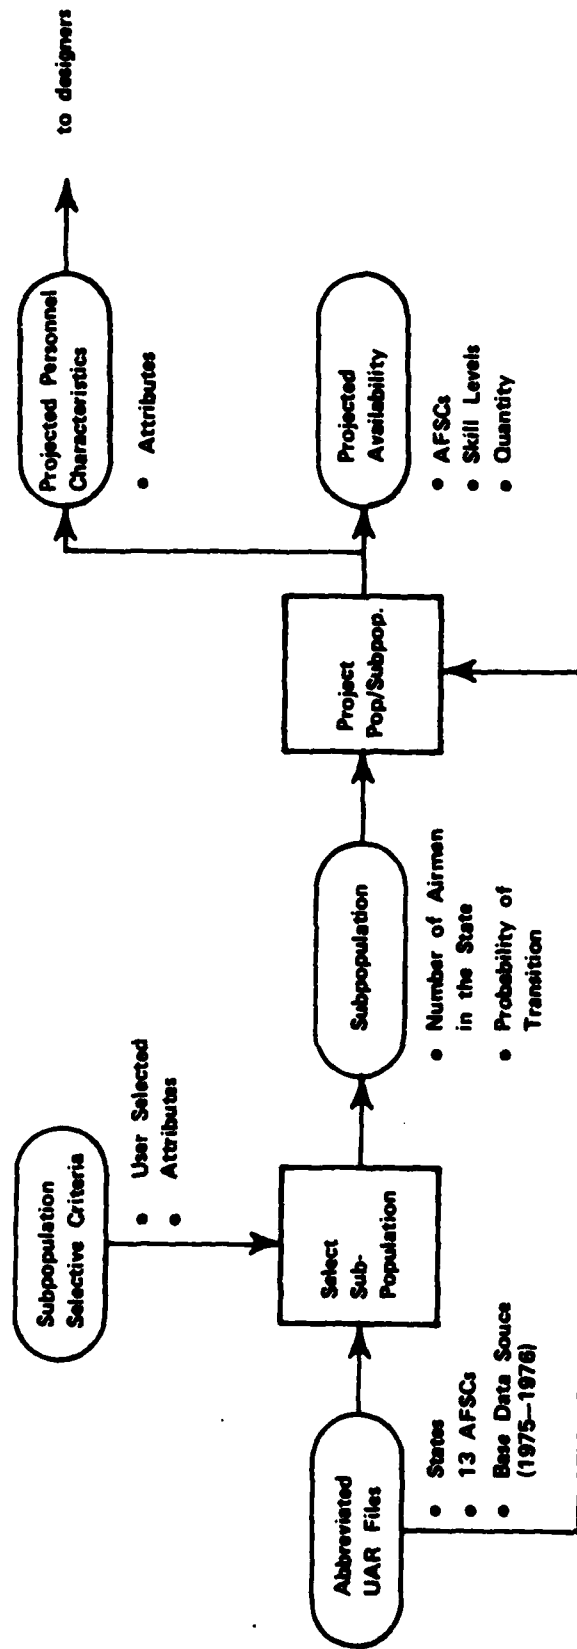 Subpopulation
Selective Criteria
• User Selected
• Attributes
Abbreviated
UAR Files
• States
• 13 AFSCs
• Base Data Souce
(1975–1976)
Select
Sub-
Population
Subpopulation
• Number of Airmen
in the State
• Probability of
Transition
Project
Pop/Subpop.
Projected Personnel
Characteristics
• Attributes
to designers
Projected
Availability
• AFSCs
• Skill Levels
• Quantity